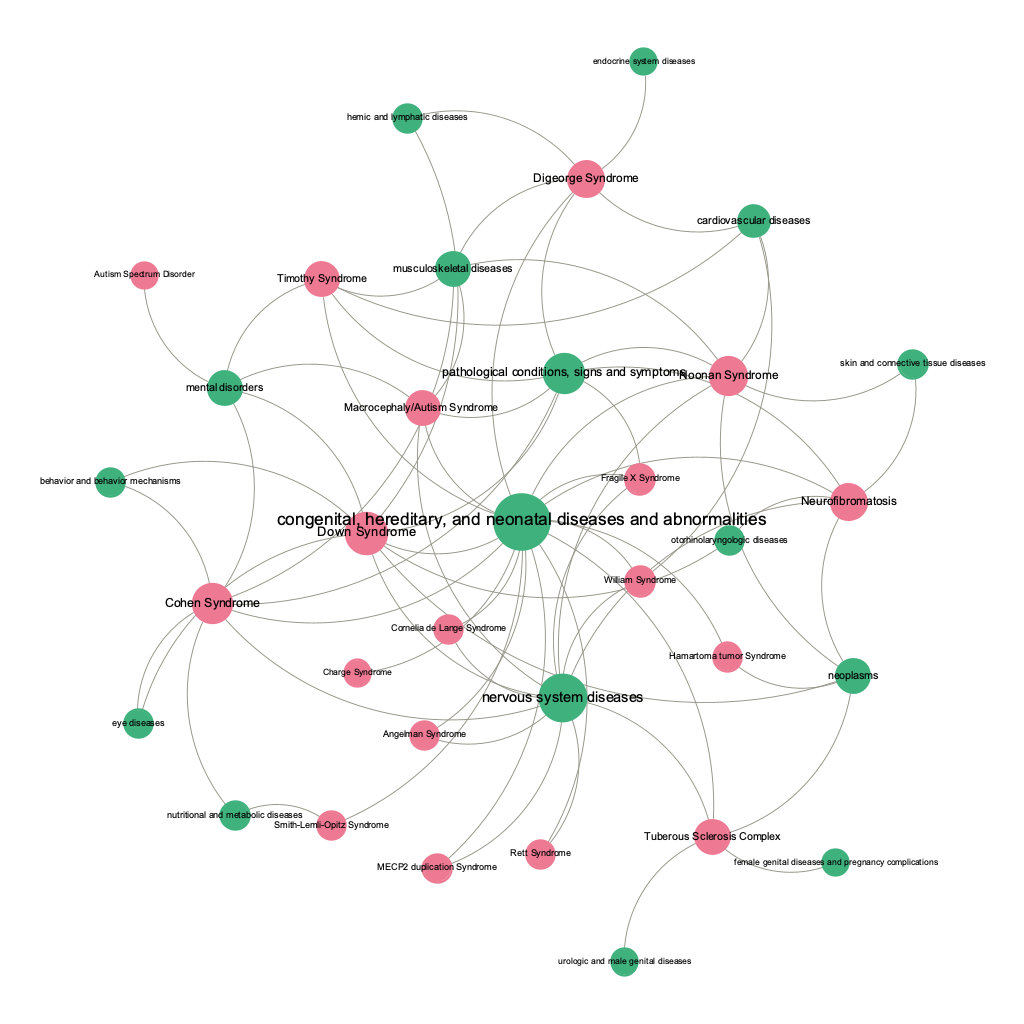 endocrine system diseases
hemic and lymphatic diseases
Digeorge Syndrome
cardiovascular diseases
musculoskeletal diseases
Autism Spectrum Disorder
Timothy Syndrome
skin and connective tissue diseases
pathological conditions, signs and symptoms
Noonan Syndrome
mental disorders
Macrocephaly/Autism Syndrome
Fragile X Syndrome
behavior and behavior mechanisms
Neurofibromatosis
congenital, hereditary, and neonatal diseases and abnormalities
Down Syndrome
otorhinolaryngologic diseases
William Syndrome
Cohen Syndrome
Cornelia de Lange Syndrome
Hamartoma tumor Syndrome
Charge Syndrome
neoplasms
nervous system diseases
eye diseases
Angelman Syndrome
nutritional and metabolic diseases
Smith-Lemli-Opitz Syndrome
Tuberous Sclerosis Complex
Rett Syndrome
female genital diseases and pregnancy complications
MECP2 duplication Syndrome
urologic and male genital diseases